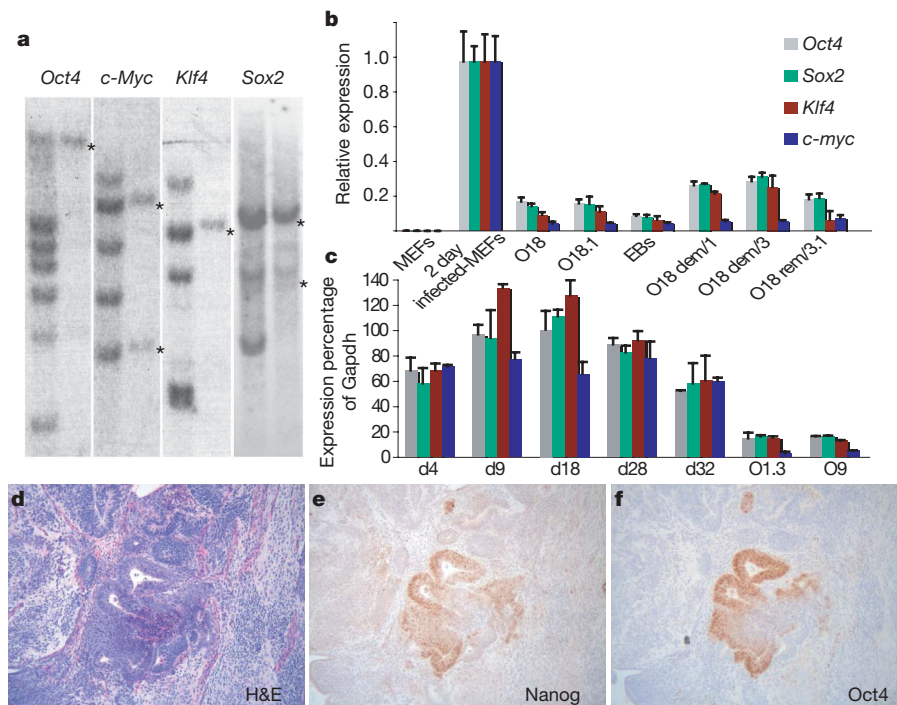 a
Oct4 c-Myc Klf4 Sox2
*
*
*
*
*
*
b
Relative expression
1.0
0.8
0.6
0.4
0.2
Oct4
Sox2
Klf4
c-myc
MEFs
2 day
infected-MEFs
O18
O18.1
EBs
O18 dem/1
O18 dem/3
O18 rem/3.1
c
Expression percentage
of Gapdh
140
120
100
80
60
40
20
0
d4 d9 d18 d28 d32 O1.3 O9
d
H&E
e
Nanog
f
Oct4